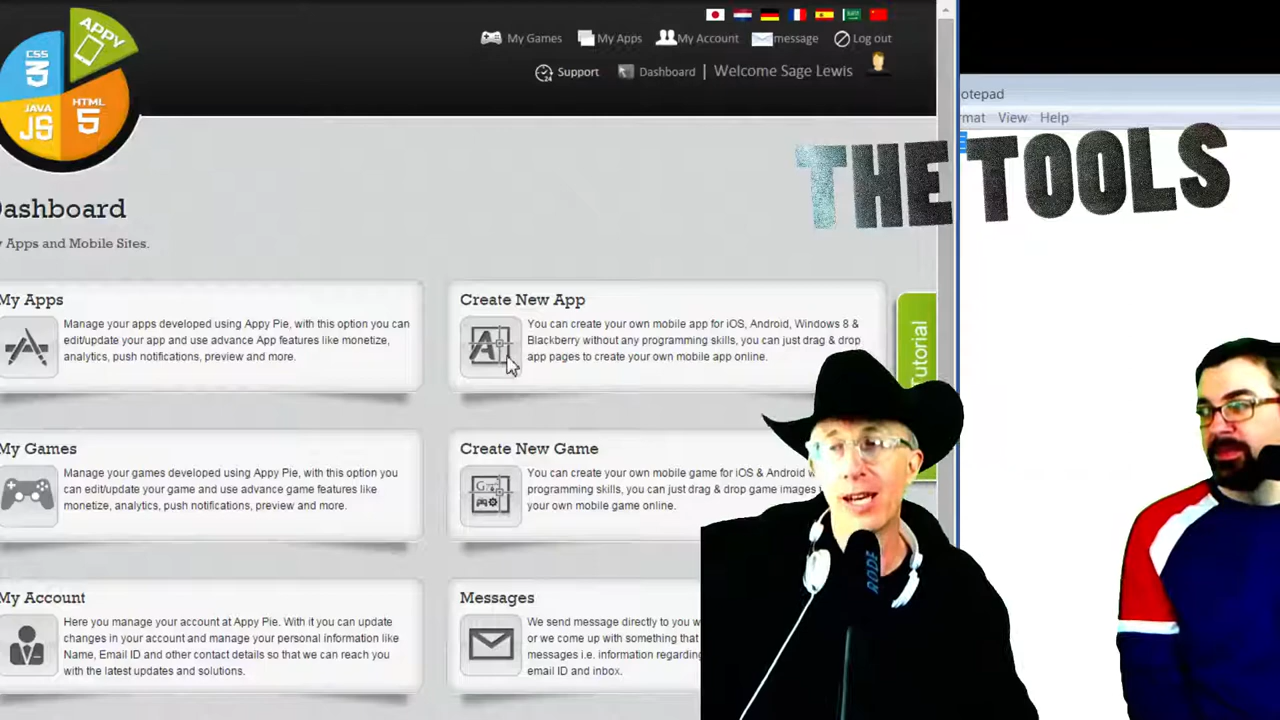 My Games My Apps My Account message Log out
Support Dashboard | Welcome Sage Lewis
APPY
CSS
3
JAVA
JS
HTML
5
otepad
rmat View Help
THE TOOLS
Dashboard
y Apps and Mobile Sites.
My Apps
Manage your apps developed using Appy Pie, with this option you can
edit/update your app and use advance App features like monetize,
analytics, push notifications, preview and more.
Create New App
You can create your own mobile app for iOS, Android, Windows 8 &
Blackberry without any programming skills, you can just drag & drop
app pages to create your own mobile app online.
Tutorial
My Games
Manage your games developed using Appy Pie, with this option you
can edit/update your game and use advance game features like
monetize, analytics, push notifications, preview and more.
Create New Game
You can create your own mobile game for iOS & Android w
programming skills, you can just drag & drop game images t
your own mobile game online.
My Account
Here you manage your account at Appy Pie. With it you can update
changes in your account and manage your personal information like
Name, Email ID and other contact details so that we can reach you
with the latest updates and solutions.
Messages
We send message directly to you
or we come up with something that
messages i.e. information regarding
email ID and inbox.
RODE